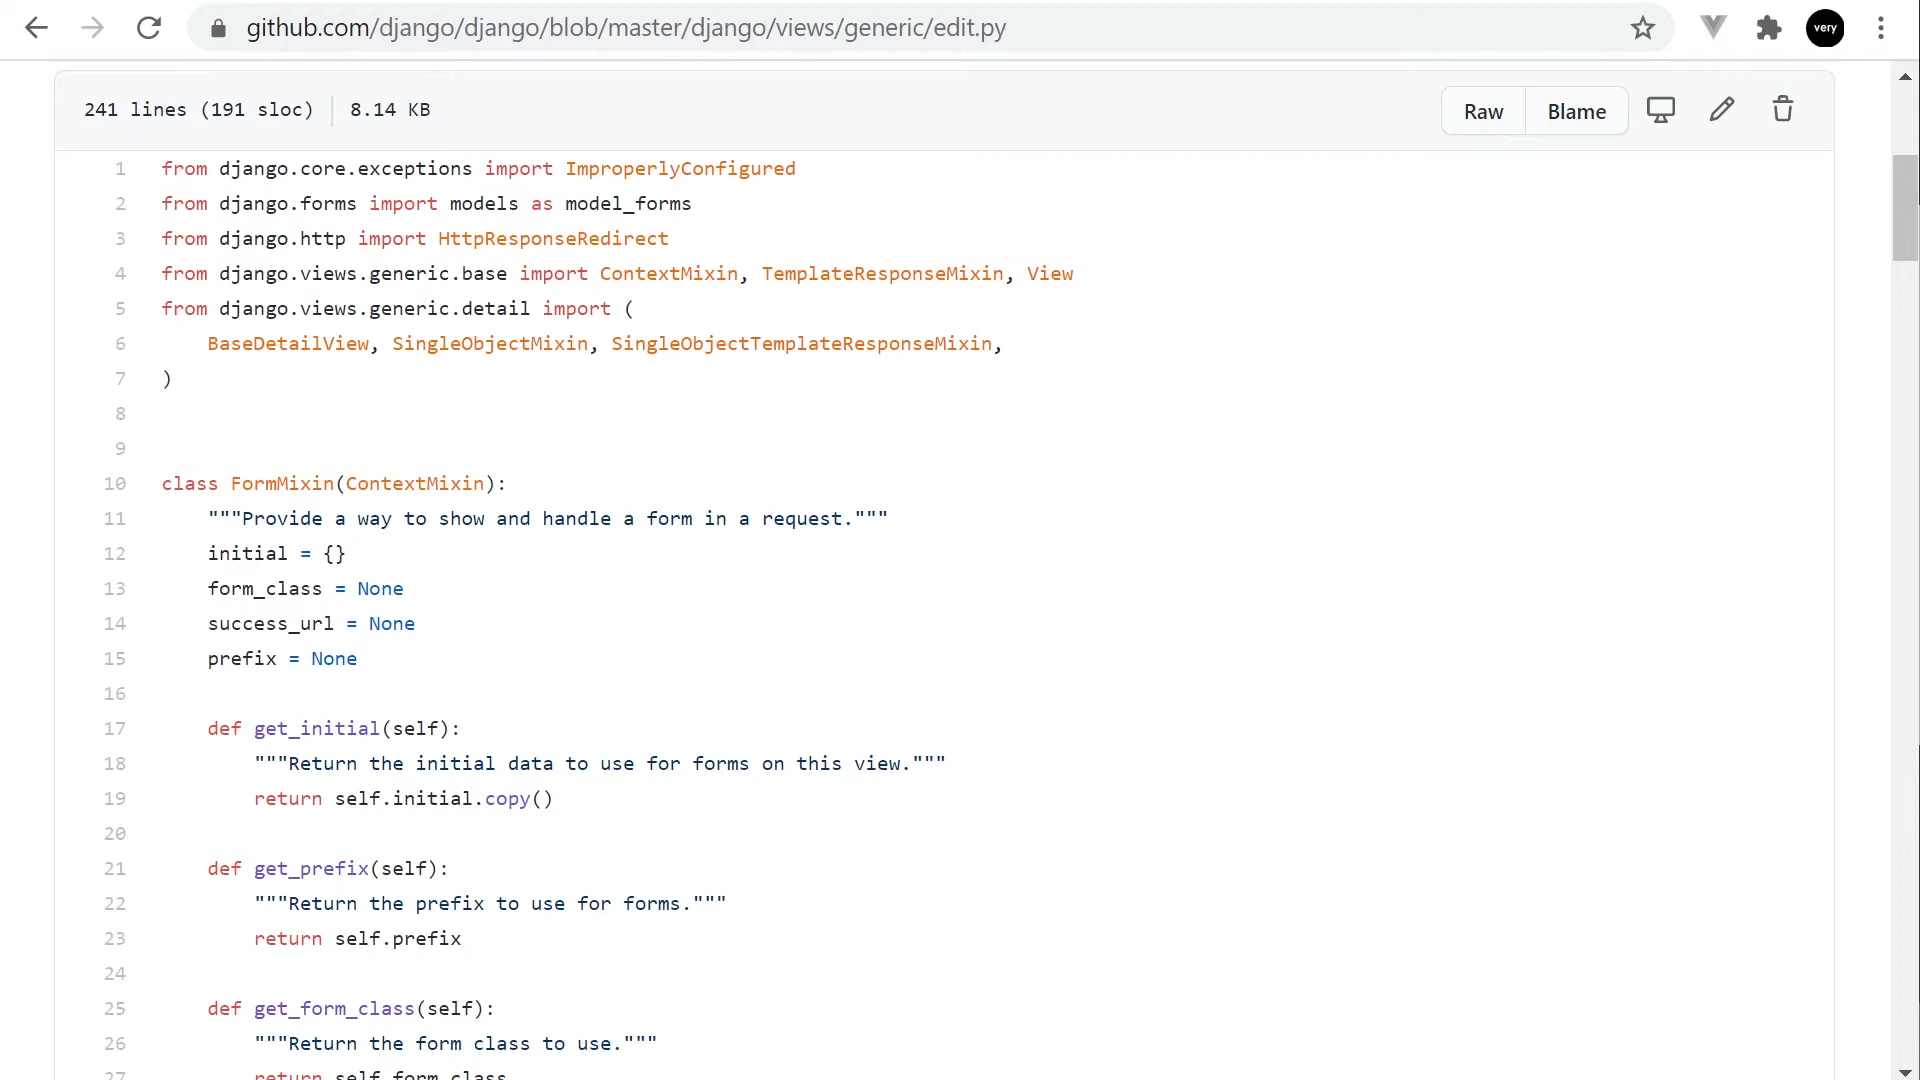 github.com/django/django/blob/master/django/views/generic/edit.py
very
241 lines (191 sloc) 8.14 KB
Raw Blame
1 from django.core.exceptions import ImproperlyConfigured
2 from django.forms import models as model_forms
3 from django.http import HttpResponseRedirect
4 from django.views.generic.base import ContextMixin, TemplateResponseMixin, View
5 from django.views.generic.detail import (
6     BaseDetailView, SingleObjectMixin, SingleObjectTemplateResponseMixin,
7 )
8
9
10 class FormMixin(ContextMixin):
11     """Provide a way to show and handle a form in a request."""
12     initial = {}
13     form_class = None
14     success_url = None
15     prefix = None
16
17     def get_initial(self):
18         """Return the initial data to use for forms on this view."""
19         return self.initial.copy()
20
21     def get_prefix(self):
22         """Return the prefix to use for forms."""
23         return self.prefix
24
25     def get_form_class(self):
26         """Return the form class to use."""
27         return self.form_class